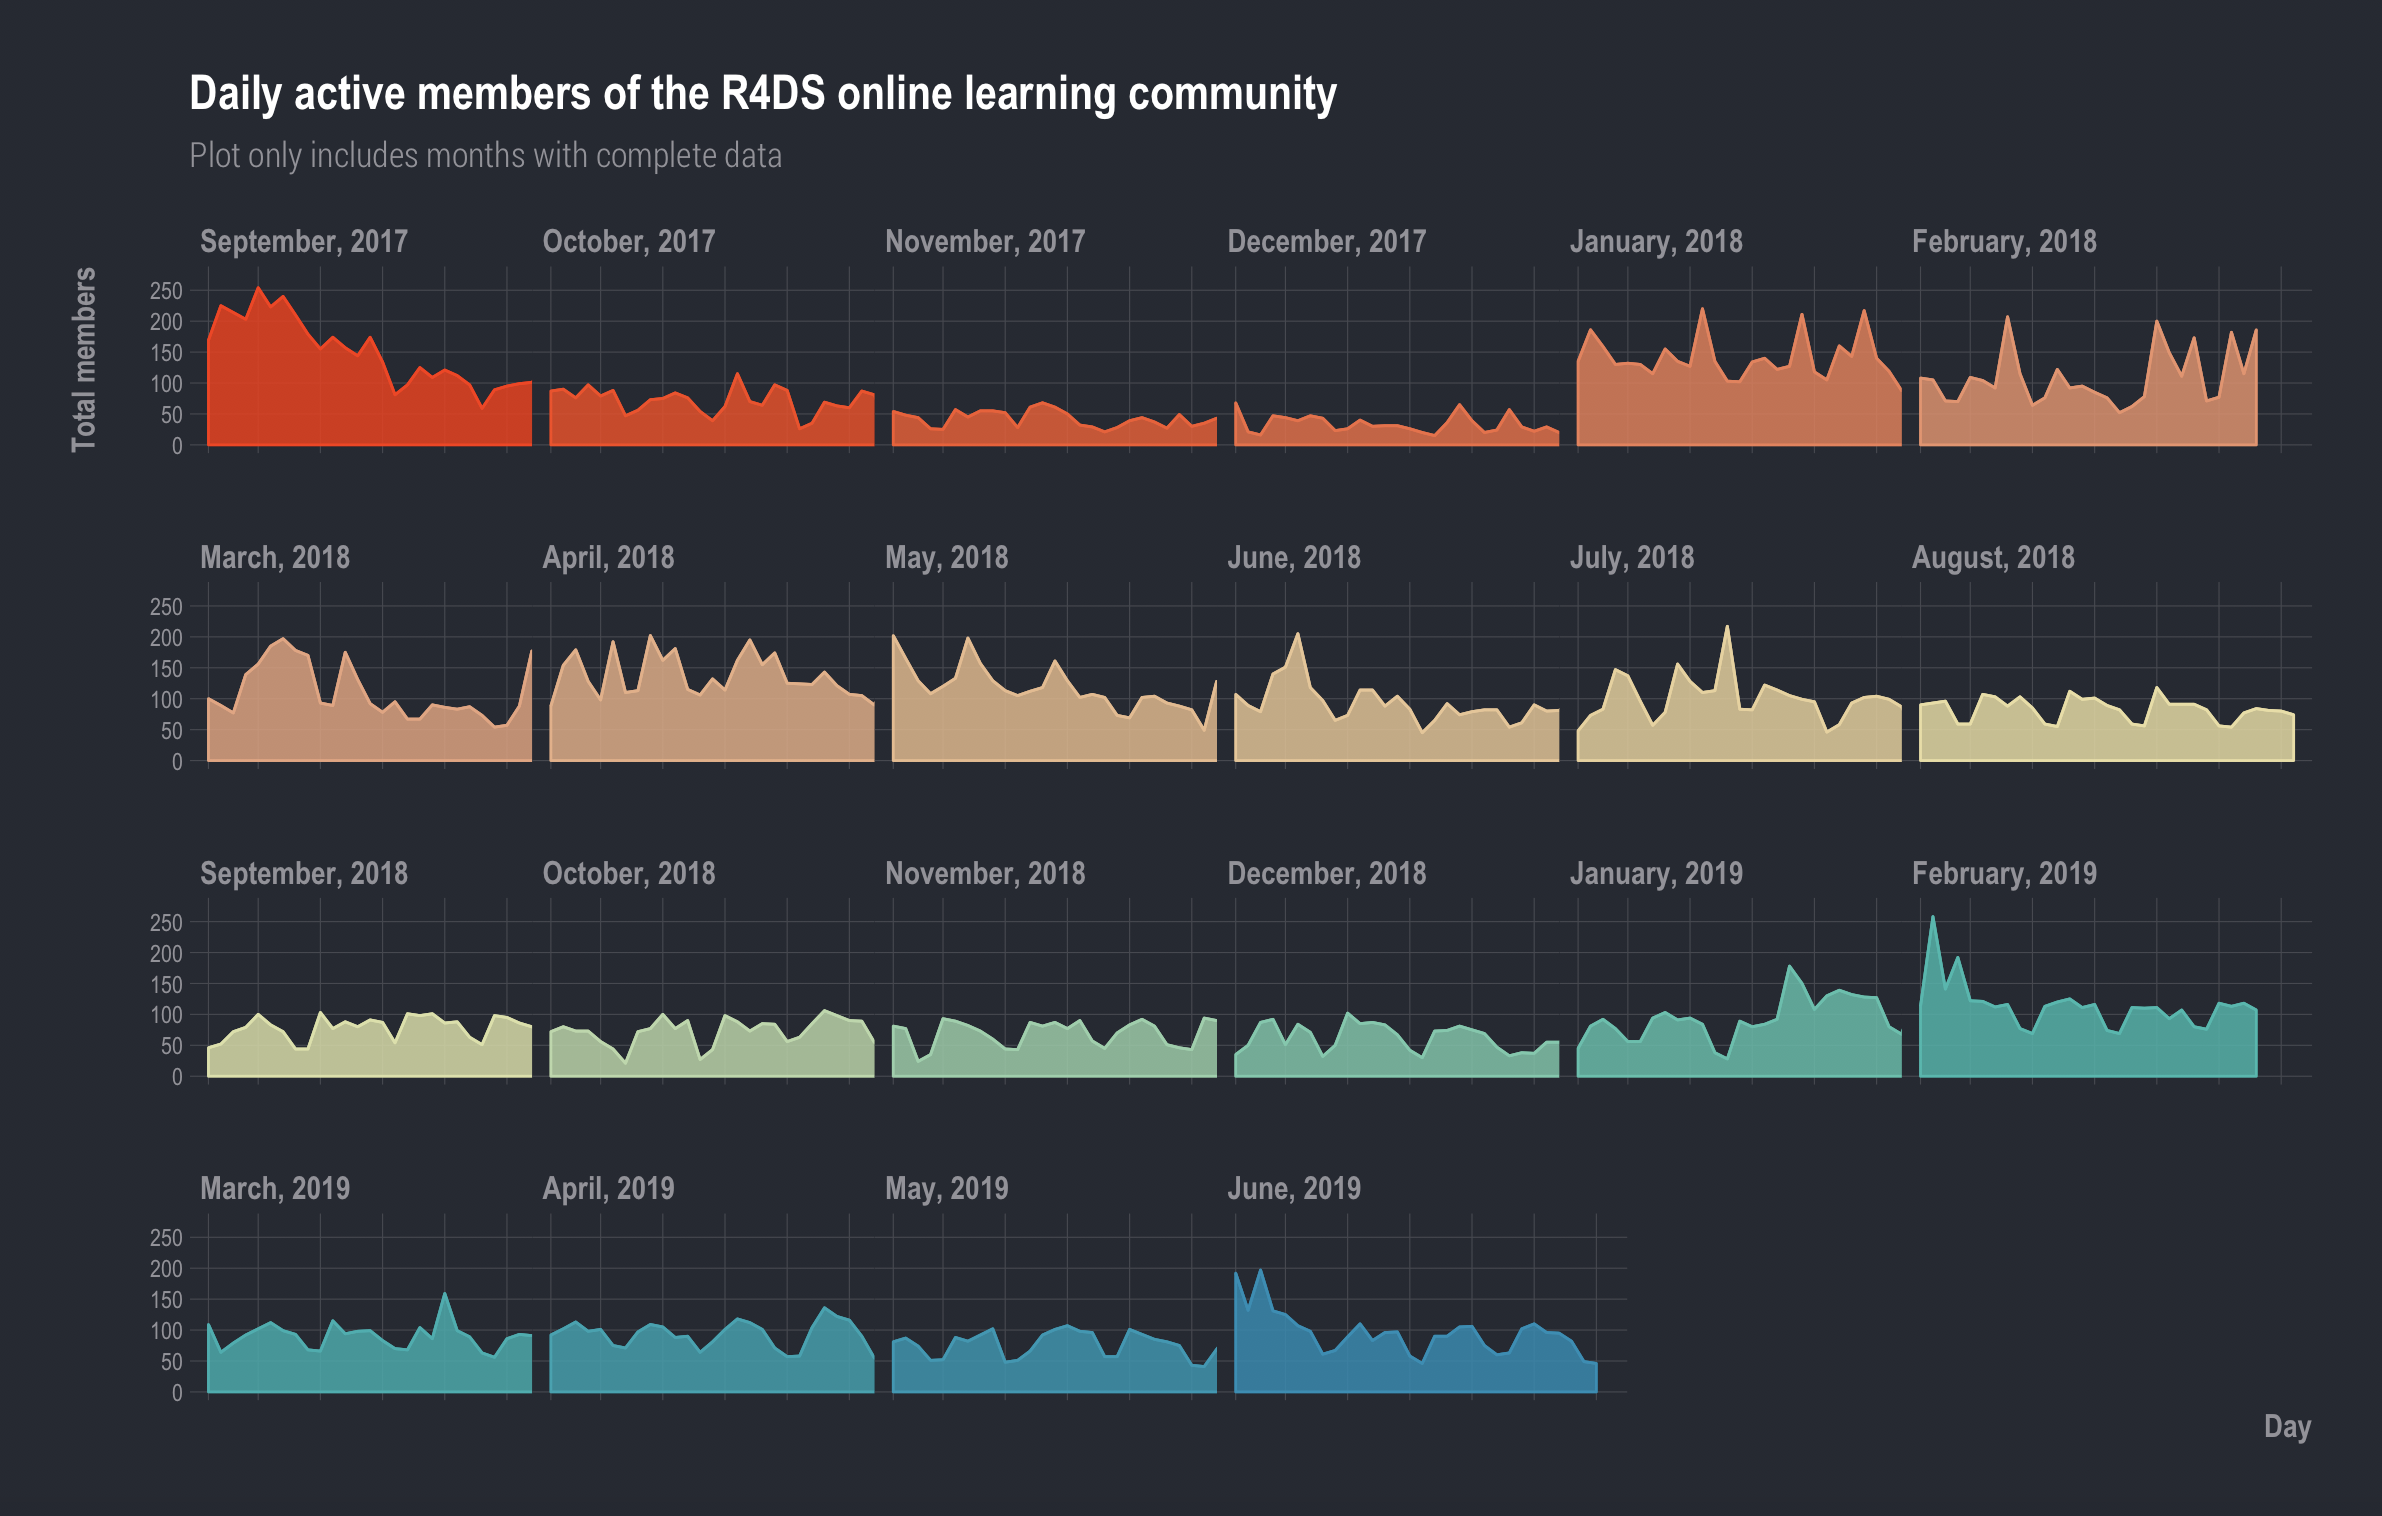 Daily active members of the R4DS online learning community
Plot only includes months with complete data
Total members
September, 2017
October, 2017
November, 2017
December, 2017
January, 2018
February, 2018
250
200
150
100
50
0
March, 2018
April, 2018
May, 2018
June, 2018
July, 2018
August, 2018
250
200
150
100
50
0
September, 2018
October, 2018
November, 2018
December, 2018
January, 2019
February, 2019
250
200
150
100
50
0
March, 2019
April, 2019
May, 2019
June, 2019
250
200
150
100
50
0
Day